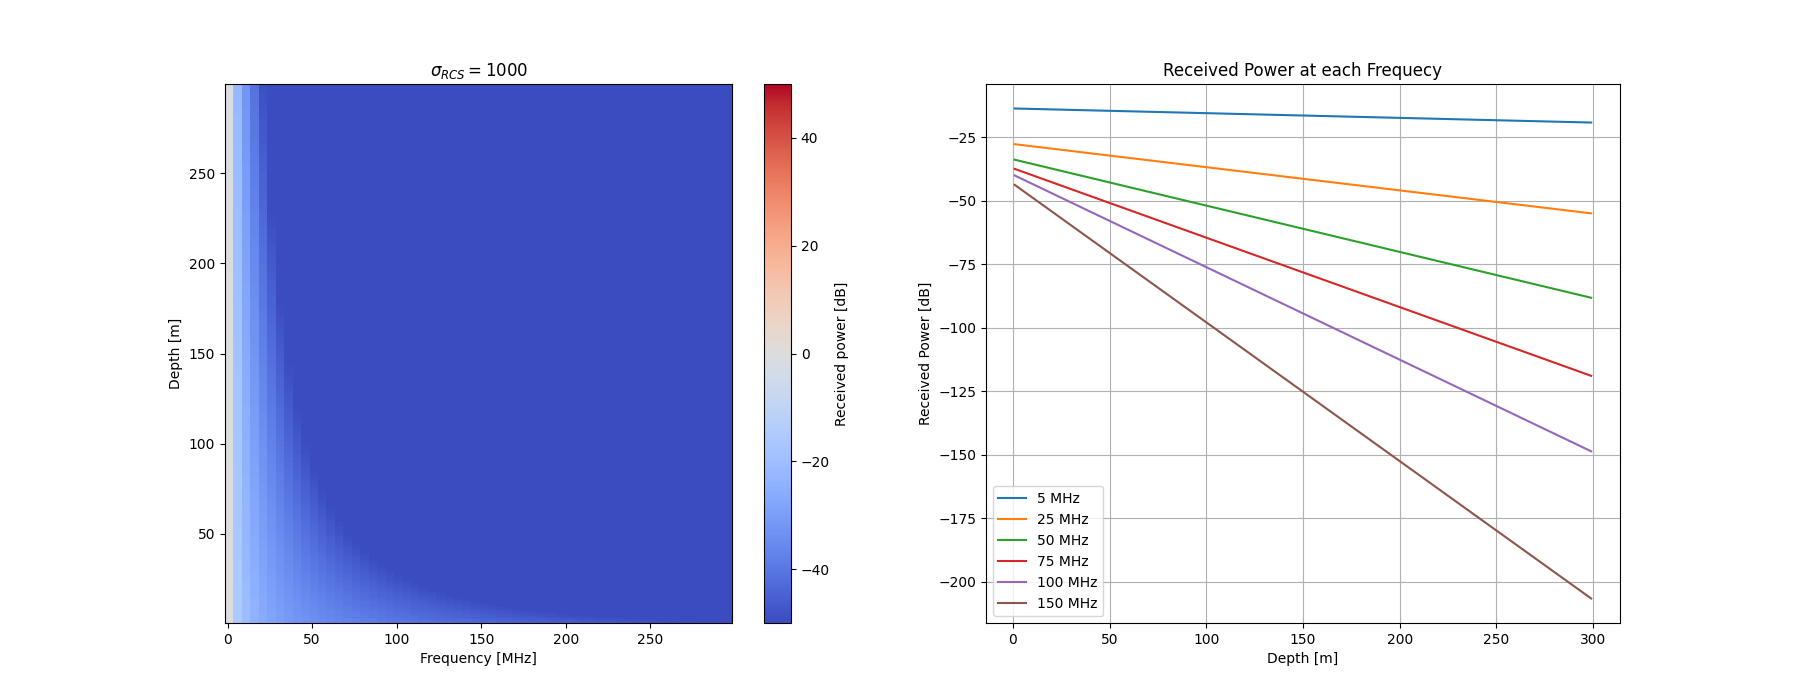 σRCS = 1000
250
200
150
100
50
0
50
100
150
200
250
Depth [m]
Frequency [MHz]
40
20
0
−20
−40
Received power [dB]
Received Power at each Frequecy
−25
−50
−75
−100
−125
−150
−175
−200
Received Power [dB]
5 MHz
25 MHz
50 MHz
75 MHz
100 MHz
150 MHz
0
50
100
150
200
250
300
Depth [m]